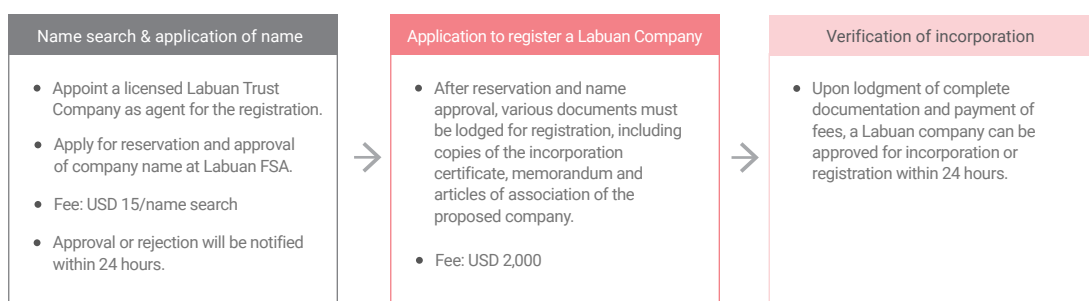 Name search & application of name
• Appoint a licensed Labuan Trust
Company as agent for the registration.
• Apply for reservation and approval
of company name at Labuan FSA.
• Fee: USD 15/name search
• Approval or rejection will be notified
within 24 hours.
Application to register a Labuan Company
• After reservation and name
approval, various documents must
be lodged for registration, including
copies of the incorporation
certificate, memorandum and
articles of association of the
proposed company.
• Fee: USD 2,000
Verification of incorporation
• Upon lodgment of complete
documentation and payment of
fees, a Labuan company can be
approved for incorporation or
registration within 24 hours.